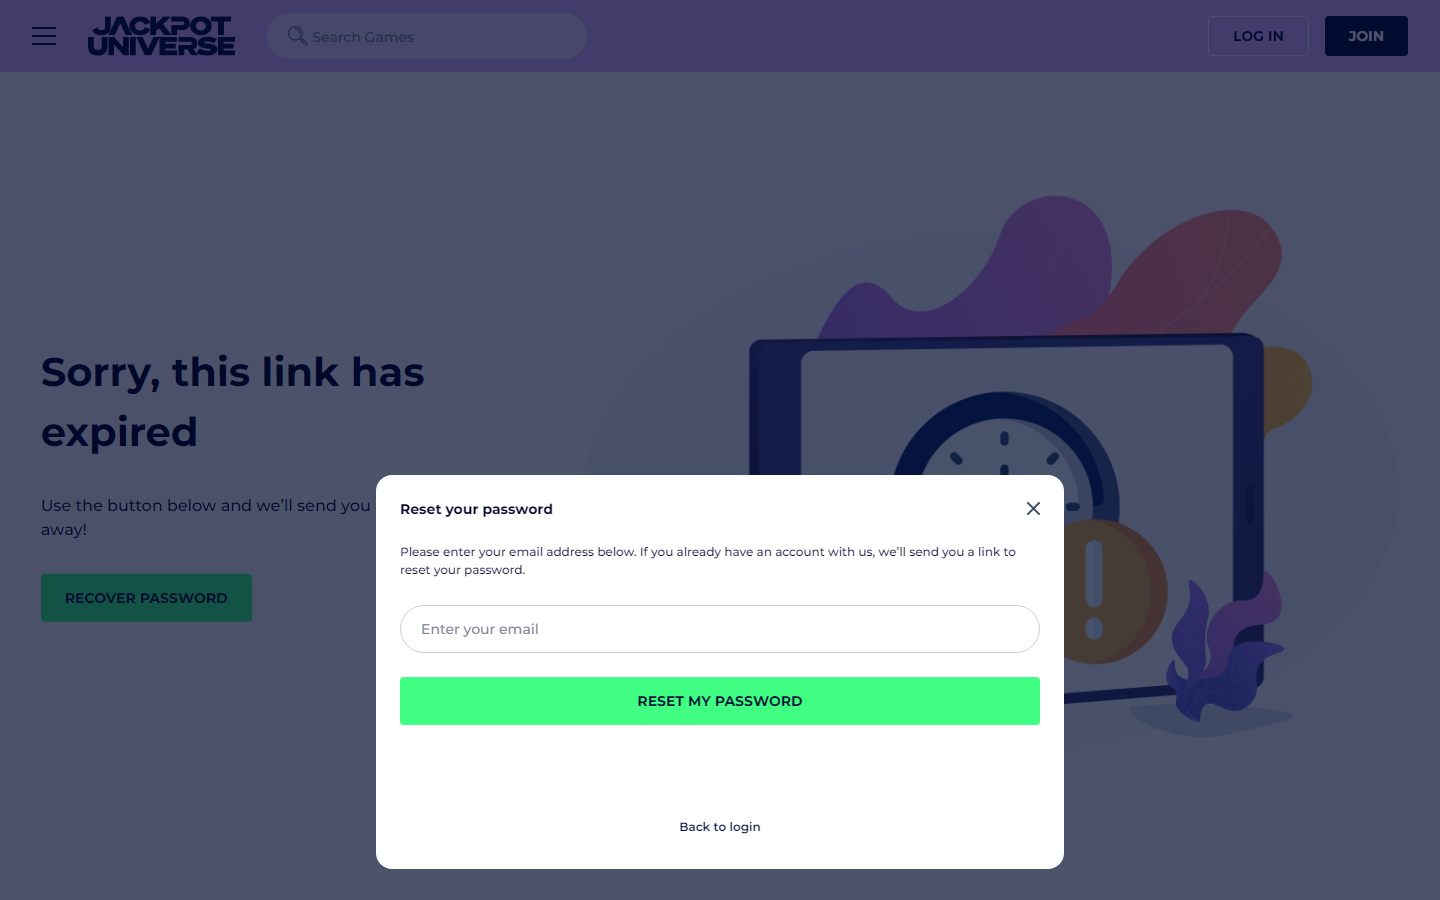 JACKPOT
UNIVERSE
Search Games
LOG IN
JOIN
Sorry, this link has
expired
Use the button below and we'll send you
away!
RECOVER PASSWORD
Reset your password
Please enter your email address below. If you already have an account with us, we'll send you a link to
reset your password.
Enter your email
RESET MY PASSWORD
Back to login